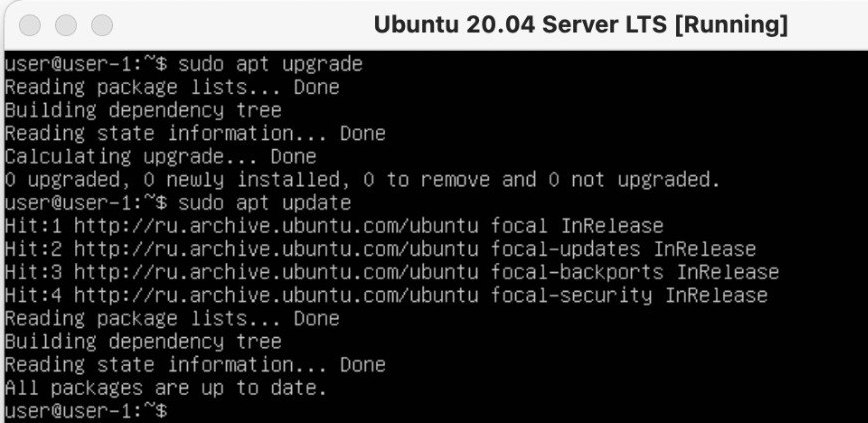 Ubuntu 20.04 Server LTS [Running]
user@user-1:~$ sudo apt upgrade
Reading package lists... Done
Building dependency tree
Reading state information... Done
Calculating upgrade... Done
0 upgraded, 0 newly installed, 0 to remove and 0 not upgraded.
user@user-1:~$ sudo apt update
Hit:1 http://ru.archive.ubuntu.com/ubuntu focal InRelease
Hit:2 http://ru.archive.ubuntu.com/ubuntu focal-updates InRelease
Hit:3 http://ru.archive.ubuntu.com/ubuntu focal-backports InRelease
Hit:4 http://ru.archive.ubuntu.com/ubuntu focal-security InRelease
Reading package lists... Done
Building dependency tree
Reading state information... Done
All packages are up to date.
user@user-1:~$